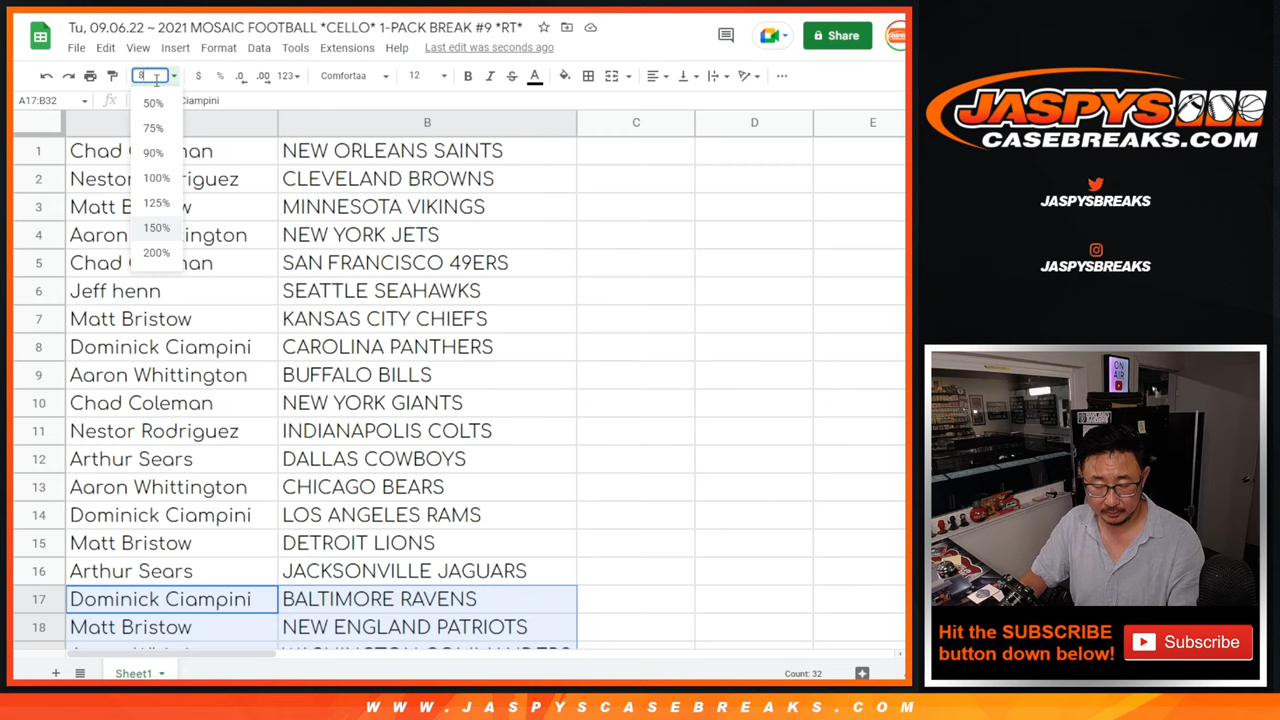 Tu, 09.06.22 ~ 2021 MOSAIC FOOTBALL *CELLO* 1-PACK BREAK #9 *RT*
File Edit View Insert Format Data Tools Extensions Help Last edit was seconds ago
Share
8 $ % .0 .00 123 Comfortaa 12 B I S A
A17:B32 fx Ciampini
50%
75%
90%
100%
125%
150%
200%
A B C D E
1 Chad NEW ORLEANS SAINTS
2 Nestor NEW CLEVELAND BROWNS
3 Matt MINNESOTA VIKINGS
4 Aaron NEW YORK JETS
5 Chad SAN FRANCISCO 49ERS
6 Jeff henn SEATTLE SEAHAWKS
7 Matt Bristow KANSAS CITY CHIEFS
8 Dominick Ciampini CAROLINA PANTHERS
9 Aaron Whittington BUFFALO BILLS
10 Chad Coleman NEW YORK GIANTS
11 Nestor Rodriguez INDIANAPOLIS COLTS
12 Arthur Sears DALLAS COWBOYS
13 Aaron Whittington CHICAGO BEARS
14 Dominick Ciampini LOS ANGELES RAMS
15 Matt Bristow DETROIT LIONS
16 Arthur Sears JACKSONVILLE JAGUARS
17 Dominick Ciampini BALTIMORE RAVENS
18 Matt Bristow NEW ENGLAND PATRIOTS
Sheet1
Count: 32
JASPYS
CASEBREAKS.COM
JASPYSBREAKS
JASPYSBREAKS
ON
AIR
Hit the SUBSCRIBE
button down below!
Subscribe
WWW.JASPYSCASEBREAKS.COM